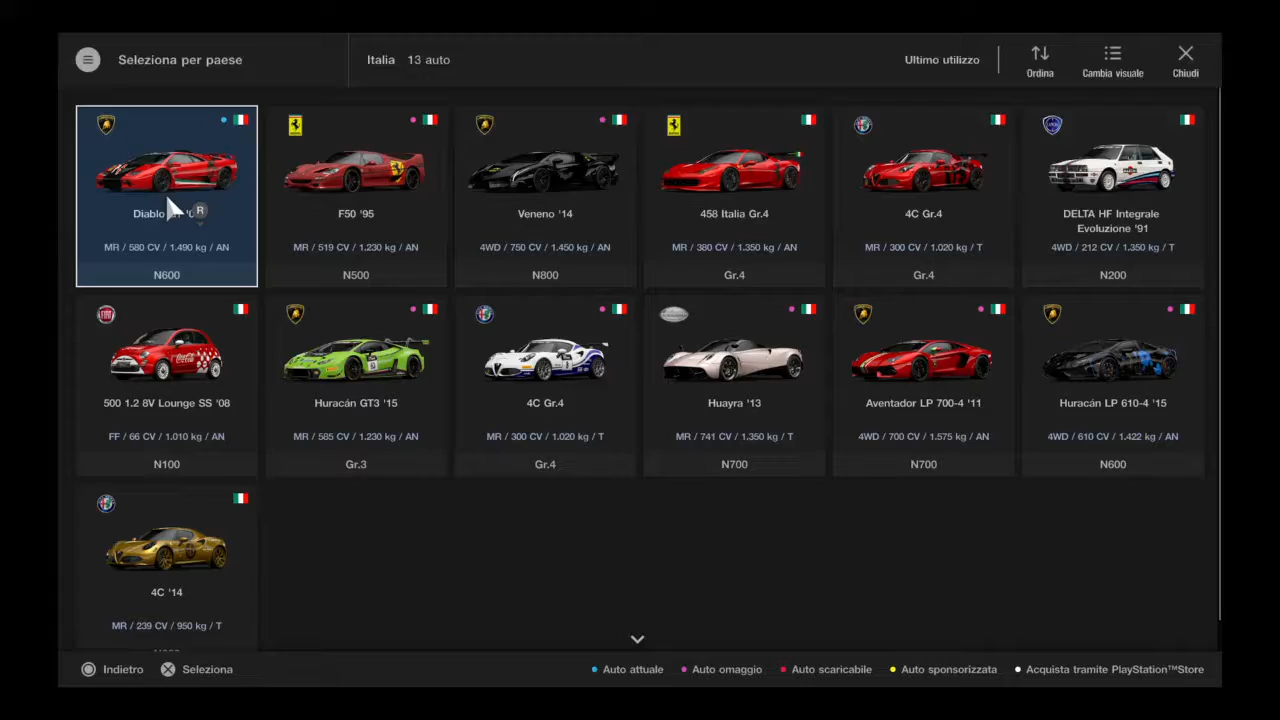 Seleziona per paese
Italia 13 auto
Ultimo utilizzo
Ordina
Cambia visuale
Chiudi
Diablo
R
MR / 580 CV / 1.490 kg / AN
N600
F50 '95
MR / 519 CV / 1.230 kg / AN
N500
Veneno '14
4WD / 750 CV / 1.450 kg / AN
N800
458 Italia Gr.4
MR / 380 CV / 1.350 kg / AN
Gr.4
4C Gr.4
MR / 300 CV / 1.020 kg / T
Gr.4
DELTA HF Integrale
Evoluzione '91
4WD / 212 CV / 1.350 kg / T
N200
500 1.2 8V Lounge SS '08
FF / 66 CV / 1.010 kg / AN
N100
Huracán GT3 '15
MR / 585 CV / 1.230 kg / AN
Gr.3
4C Gr.4
MR / 300 CV / 1.020 kg / T
Gr.4
Huayra '13
MR / 741 CV / 1.350 kg / T
N700
Aventador LP 700-4 '11
4WD / 700 CV / 1.575 kg / AN
N700
Huracán LP 610-4 '15
4WD / 610 CV / 1.422 kg / AN
N600
4C '14
MR / 239 CV / 950 kg / T
Indietro
Seleziona
Auto attuale
Auto omaggio
Auto scaricabile
Auto sponsorizzata
Acquista tramite PlayStation™Store